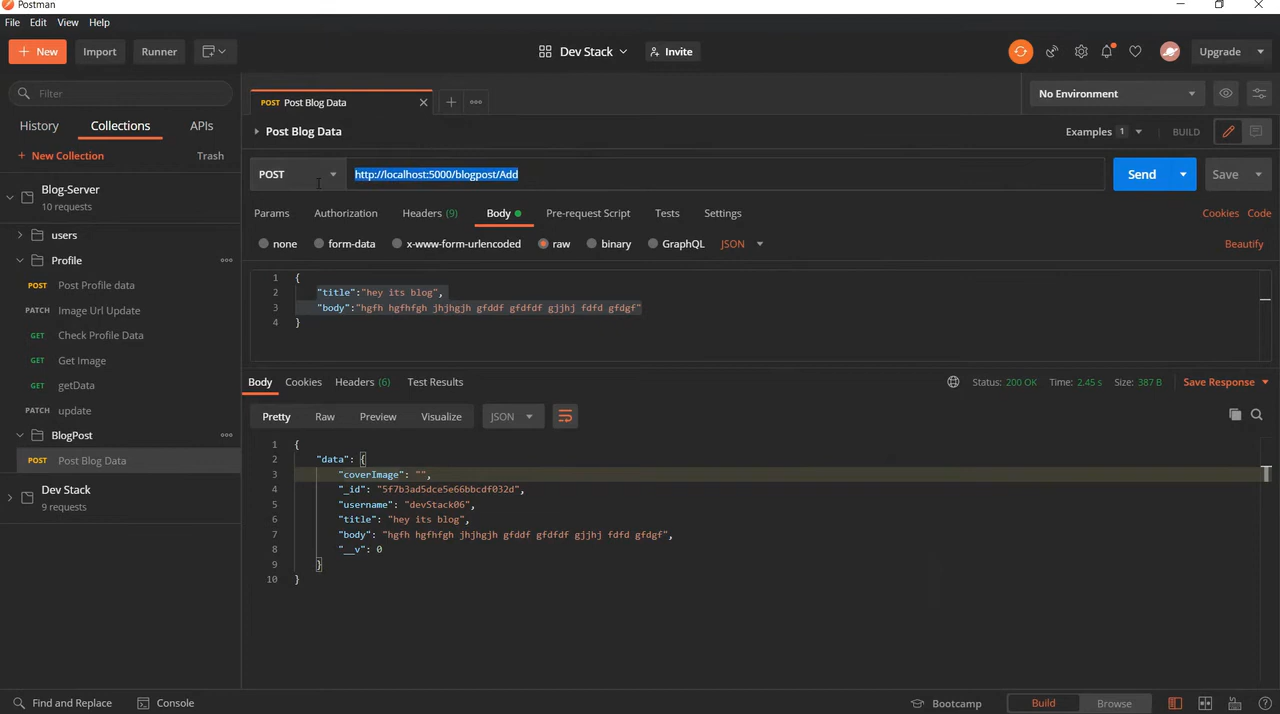 Postman
File Edit View Help
+ New Import Runner Dev Stack Invite Upgrade
Filter
History Collections APIs
+ New Collection Trash
Blog-Server
10 requests
users
Profile
POST Post Profile data
PATCH Image Url Update
GET Check Profile Data
GET Get Image
GET getData
PATCH update
BlogPost
POST Post Blog Data
Dev Stack
9 requests
POST Post Blog Data
No Environment
Post Blog Data Examples 1 BUILD
POST http://localhost:5000/blogpost/Add Send Save
Params Authorization Headers (9) Body Pre-request Script Tests Settings Cookies Code
none form-data x-www-form-urlencoded raw binary GraphQL JSON Beautify
1 {
2 "title":"hey its blog",
3 "body":"hgfh hgfhfgh jhjhgjh gfddf gfdfdf gjjhj fdfd gfdgf"
4 }
Body Cookies Headers (6) Test Results Status: 200 OK Time: 2.45 s Size: 387 B Save Response
Pretty Raw Preview Visualize JSON
1 {
2 "data": {
3 "coverImage": "",
4 "_id": "5f7b3ad5dce5e66bbcdf032d",
5 "username": "devStack06",
6 "title": "hey its blog",
7 "body": "hgfh hgfhfgh jhjhgjh gfddf gfdfdf gjjhj fdfd gfdgf",
8 "__v": 0
9 }
10 }
Find and Replace Console Bootcamp Build Browse